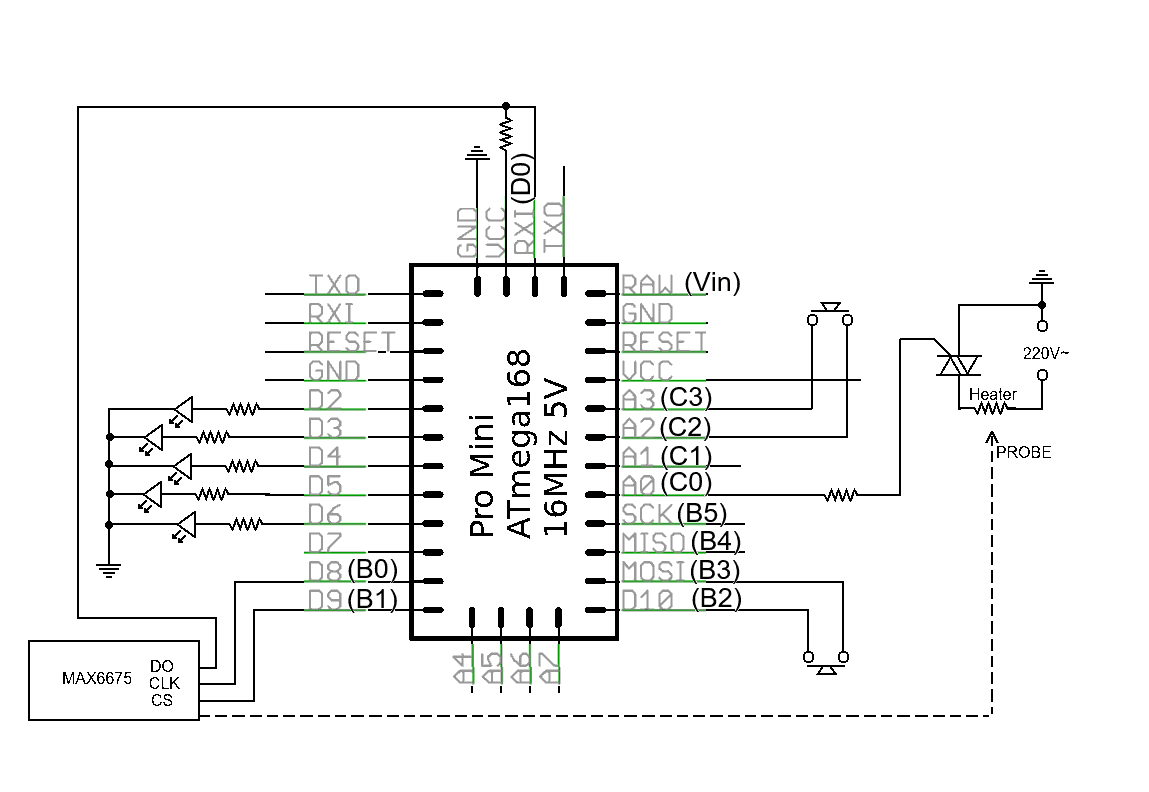 GND
VCC
RXI (D0)
TXO
TXO
RXI
RESET
GND
D2
D3
D4
D5
D6
D7
D8 (B0)
D9 (B1)
Pro Mini
ATmega168
16MHz 5V
RAW (Vin)
GND
RESET
VCC
A3 (C3)
A2 (C2)
A1 (C1)
A0 (C0)
SCK (B5)
MISO (B4)
MOSI (B3)
D10 (B2)
A4
A5
A6
A7
220V~
Heater
PROBE
MAX6675
DO
CLK
CS